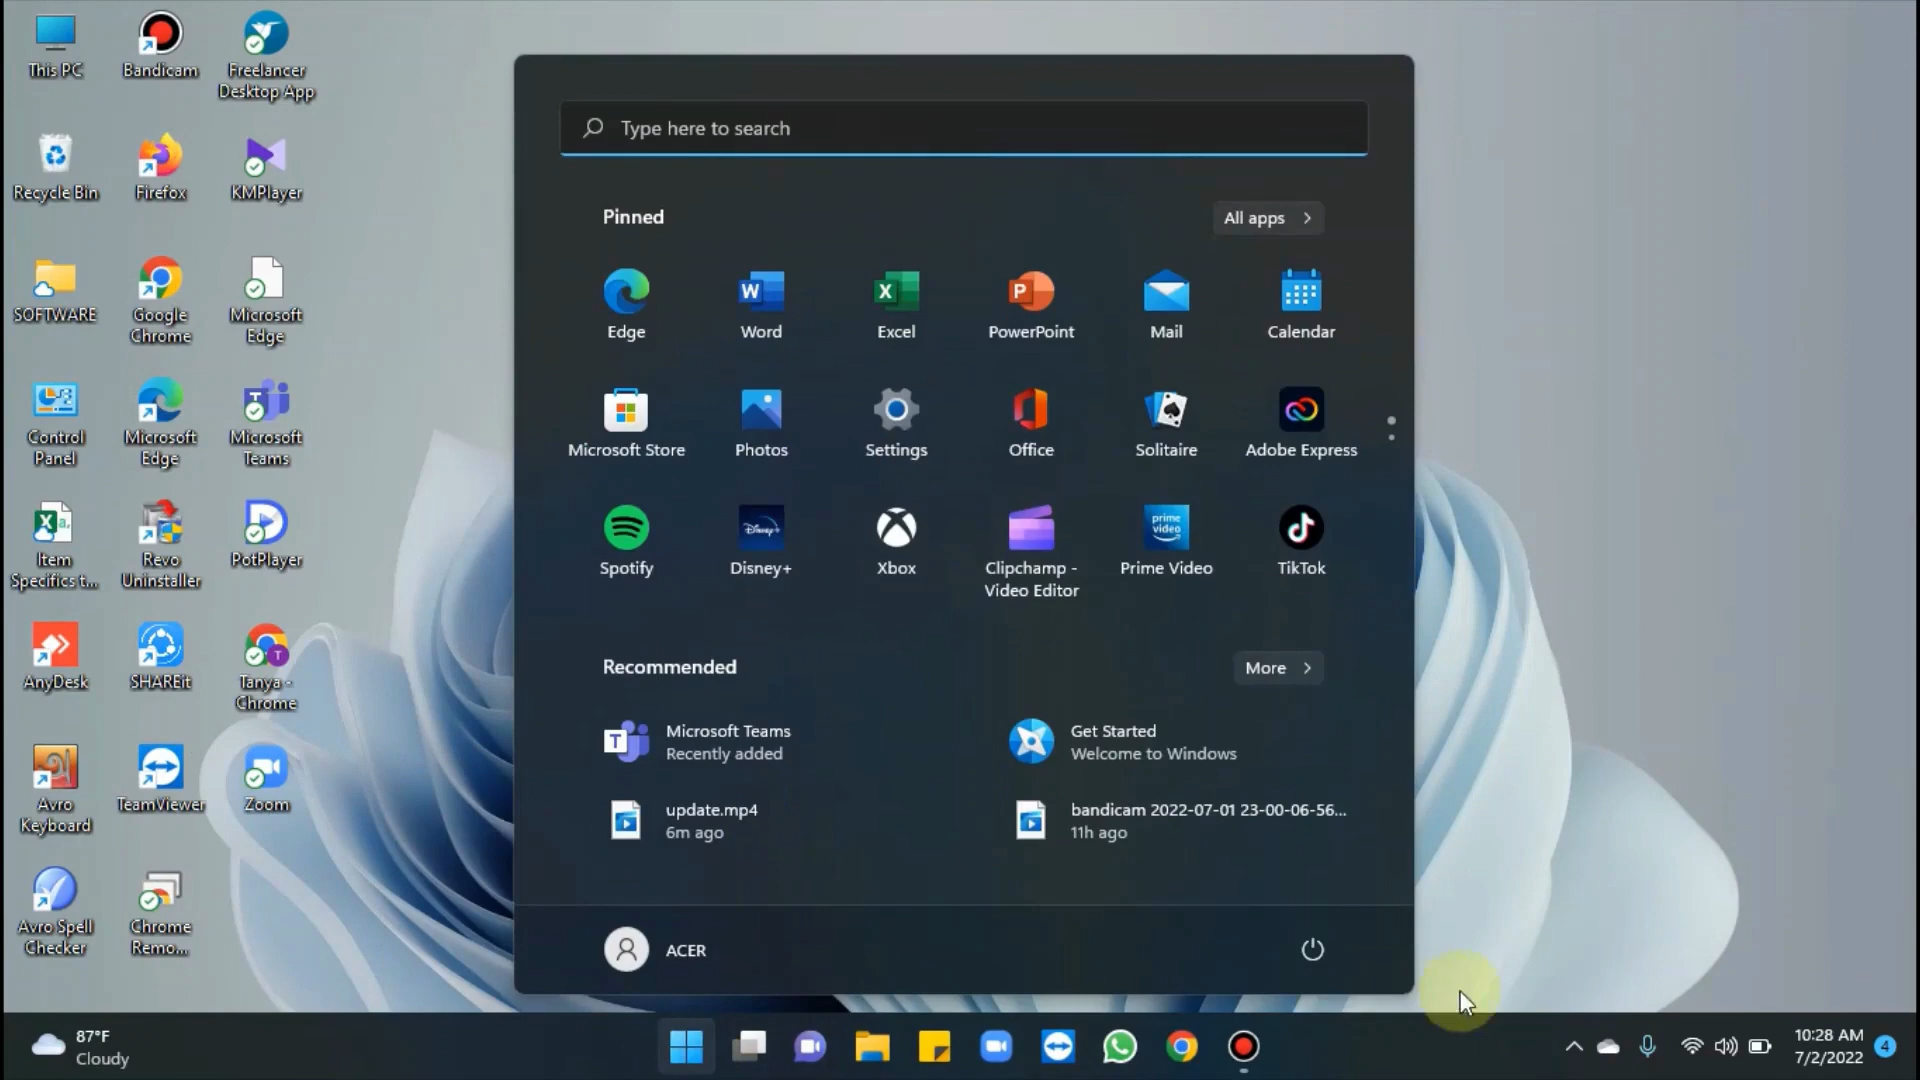 This PC
Bandicam
Freelancer
Desktop App
Recycle Bin
Firefox
KMPlayer
SOFTWARE
Google
Chrome
Microsoft
Edge
Control
Panel
Microsoft
Edge
Microsoft
Teams
Item
Specifics t...
Revo
Uninstaller
PotPlayer
AnyDesk
SHAREit
Tanya -
Chrome
Avro
Keyboard
TeamViewer
Zoom
Avro Spell
Checker
Chrome
Remo...
Type here to search
Pinned
All apps
Edge
Word
Excel
PowerPoint
Mail
Calendar
Microsoft Store
Photos
Settings
Office
Solitaire
Adobe Express
Spotify
Disney+
Xbox
Clipchamp -
Video Editor
prime
video
Prime Video
TikTok
Recommended
More
Microsoft Teams
Recently added
Get Started
Welcome to Windows
update.mp4
6m ago
bandicam 2022-07-01 23-00-06-56...
11h ago
ACER
87°F
Cloudy
10:28 AM
7/2/2022
4